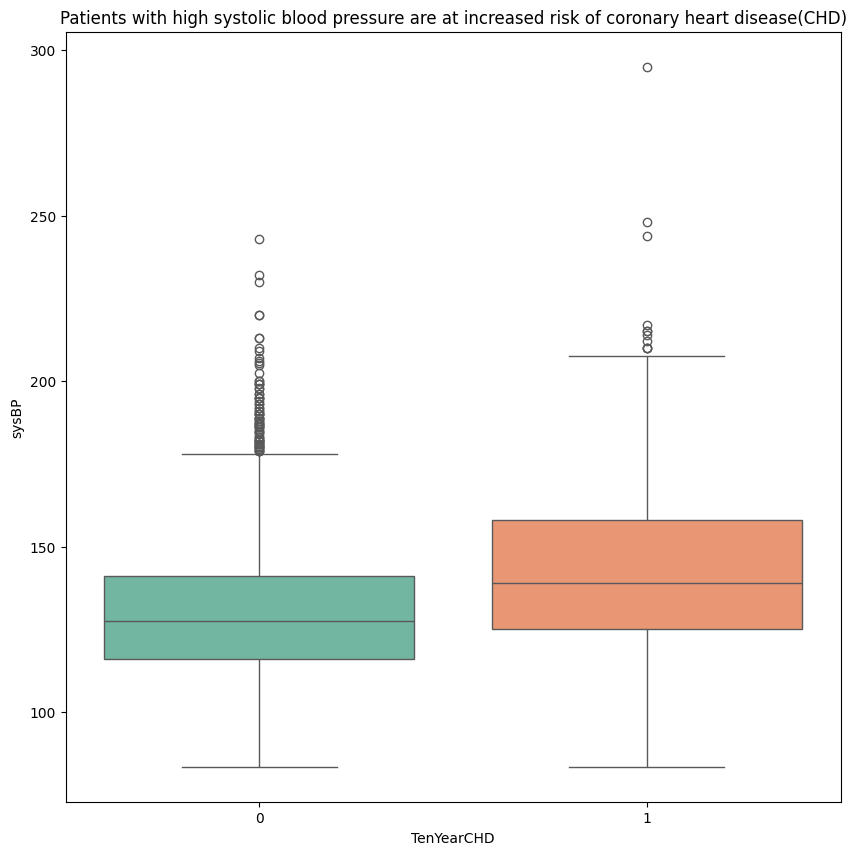 Patients with high systolic blood pressure are at increased risk of coronary heart disease(CHD)
300
250
200
150
100
sysBP
0
1
TenYearCHD